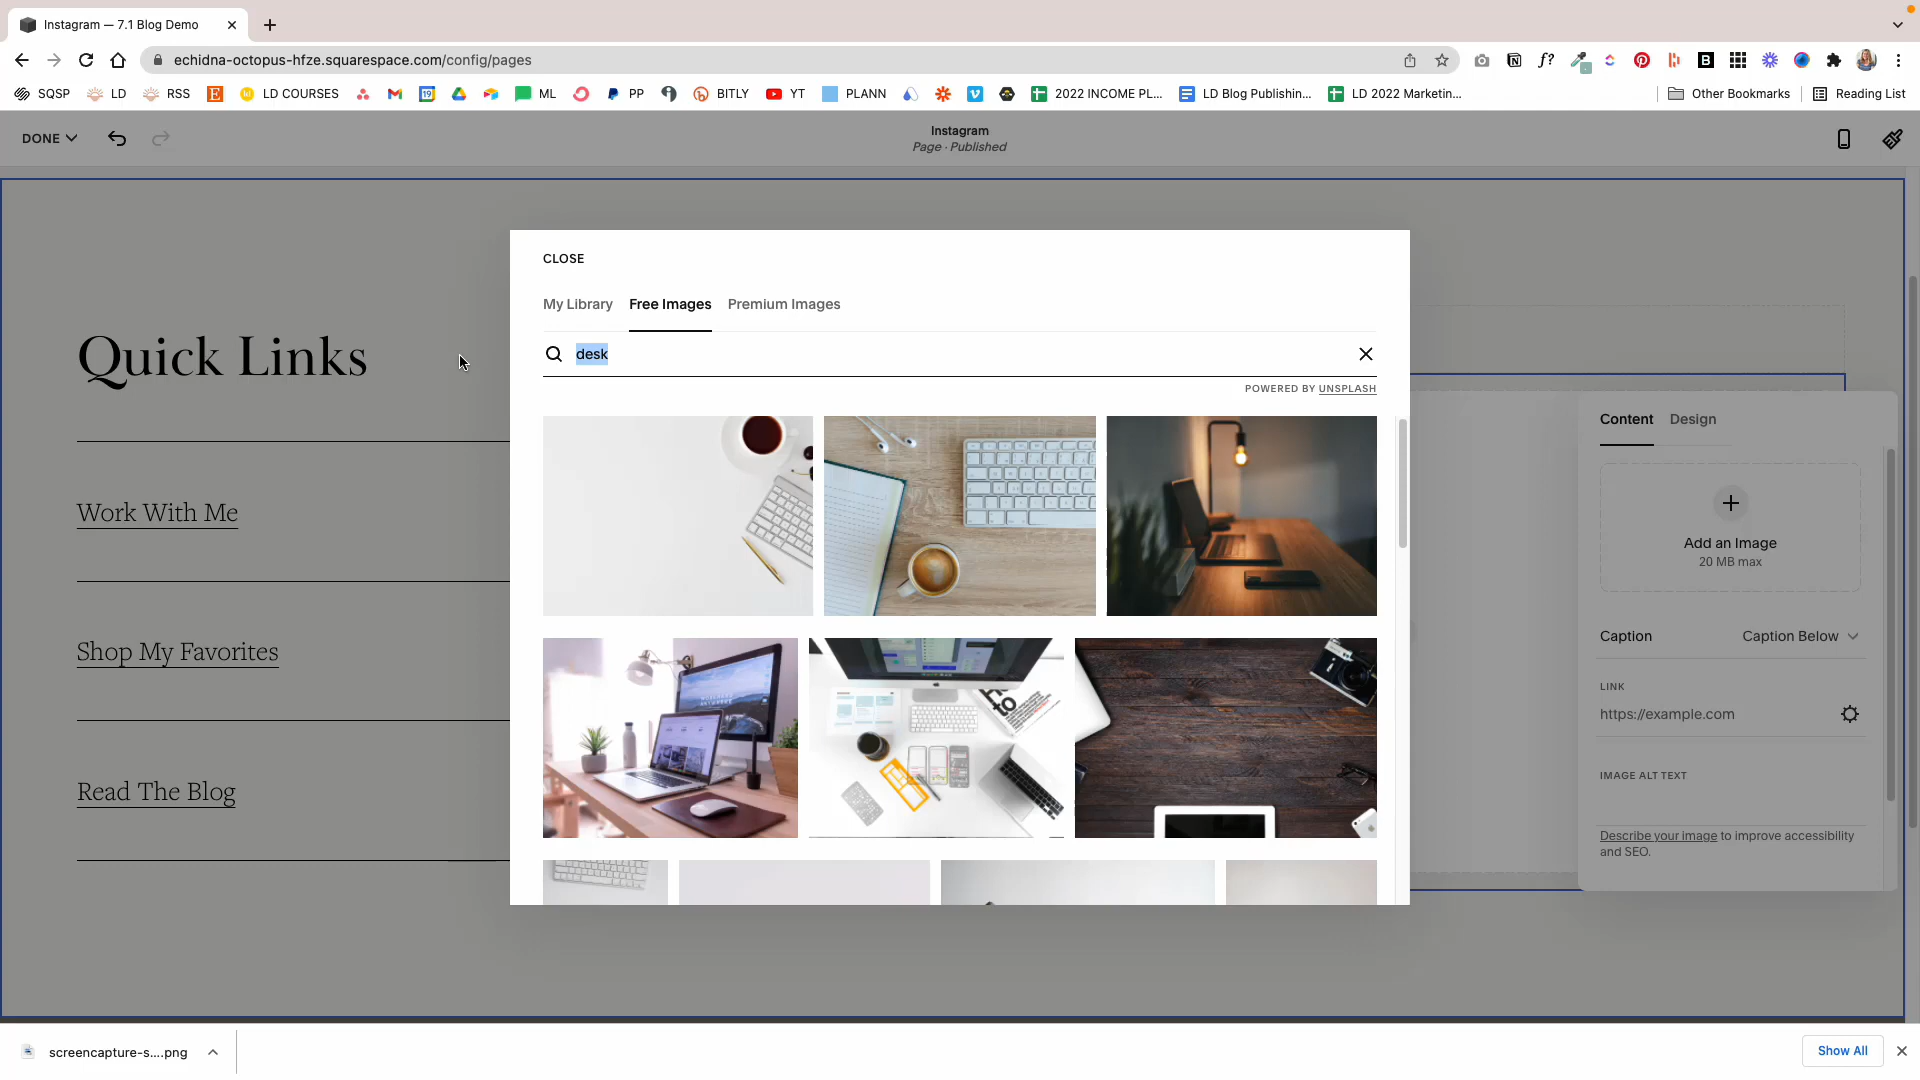 Instagram — 7.1 Blog Demo
echidna-octopus-hfze.squarespace.com/config/pages
f?
B
SQSP
LD
RSS
LD COURSES
19
ML
PP
BITLY
YT
PLANN
2022 INCOME PL...
LD Blog Publishin...
LD 2022 Marketin...
Other Bookmarks
Reading List
DONE
Instagram
Page · Published
CLOSE
My Library
Free Images
Premium Images
desk
POWERED BY UNSPLASH
Quick Links
Work With Me
Shop My Favorites
Read The Blog
Content
Design
Add an Image
20 MB max
Caption
Caption Below
LINK
https://example.com
IMAGE ALT TEXT
Describe your image to improve accessibility
and SEO.
screencapture-s....png
Show All